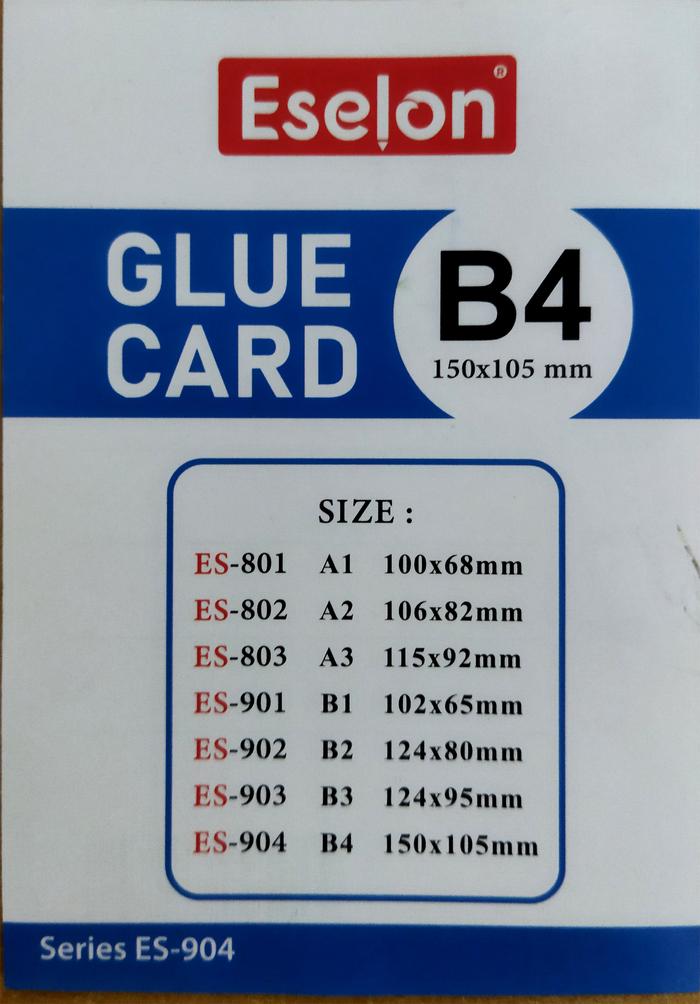 Eselon®
GLUE
CARD
B4
150x105 mm
SIZE :
ES-801 A1 100x68mm
ES-802 A2 106x82mm
ES-803 A3 115x92mm
ES-901 B1 102x65mm
ES-902 B2 124x80mm
ES-903 B3 124x95mm
ES-904 B4 150x105mm
Series ES-904